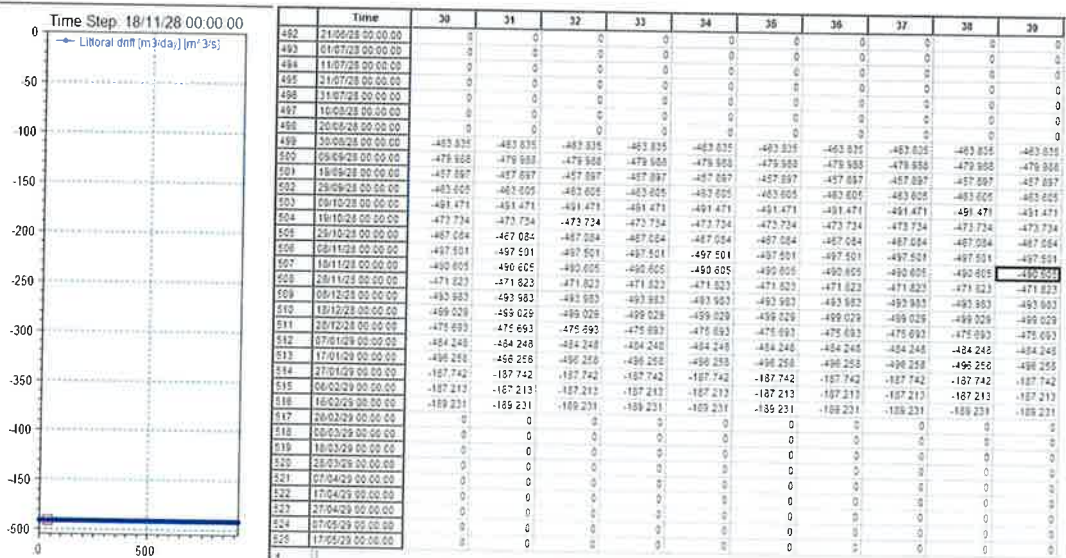 Time Step: 18/11/28 00:00:00
Littoral drift [m3/day] [m^3/s]
0
-50
-100
-150
-200
-250
-300
-350
-400
-450
-500
0 500
Time 30 31 32 33 34 35 36 37 38 39
492 21/06/28 00:00:00 0 0 0 0 0 0 0 0 0 0
493 01/07/28 00:00:00 0 0 0 0 0 0 0 0 0 0
494 11/07/28 00:00:00 0 0 0 0 0 0 0 0 0 0
495 21/07/28 00:00:00 0 0 0 0 0 0 0 0 0 0
496 31/07/28 00:00:00 0 0 0 0 0 0 0 0 0 0
497 10/08/28 00:00:00 0 0 0 0 0 0 0 0 0 0
498 20/08/28 00:00:00 0 0 0 0 0 0 0 0 0 0
499 30/08/28 00:00:00 -463.835 -463.835 -463.835 -463.835 -463.835 -463.835 -463.835 -463.835 -463.835 -463.835
500 09/09/28 00:00:00 -479.988 -479.988 -479.988 -479.988 -479.988 -479.988 -479.988 -479.988 -479.988 -479.988
501 19/09/28 00:00:00 -457.897 -457.897 -457.897 -457.897 -457.897 -457.897 -457.897 -457.897 -457.897 -457.897
502 29/09/28 00:00:00 -463.605 -463.605 -463.605 -463.605 -463.605 -463.605 -463.605 -463.605 -463.605 -463.605
503 09/10/28 00:00:00 -491.471 -491.471 -491.471 -491.471 -491.471 -491.471 -491.471 -491.471 -491.471 -491.471
504 19/10/28 00:00:00 -473.734 -473.734 -473.734 -473.734 -473.734 -473.734 -473.734 -473.734 -473.734 -473.734
505 29/10/28 00:00:00 -467.084 -467.084 -467.084 -467.084 -467.084 -467.084 -467.084 -467.084 -467.084 -467.084
506 08/11/28 00:00:00 -497.501 -497.501 -497.501 -497.501 -497.501 -497.501 -497.501 -497.501 -497.501 -497.501
507 18/11/28 00:00:00 -490.605 -490.605 -490.605 -490.605 -490.605 -490.605 -490.605 -490.605 -490.605 -490.605
508 28/11/28 00:00:00 -471.823 -471.823 -471.823 -471.823 -471.823 -471.823 -471.823 -471.823 -471.823 -471.823
509 08/12/28 00:00:00 -493.983 -493.983 -493.983 -493.983 -493.983 -493.983 -493.983 -493.983 -493.983 -493.983
510 18/12/28 00:00:00 -499.029 -499.029 -499.029 -499.029 -499.029 -499.029 -499.029 -499.029 -499.029 -499.029
511 28/12/28 00:00:00 -475.693 -475.693 -475.693 -475.693 -475.693 -475.693 -475.693 -475.693 -475.693 -475.693
512 07/01/29 00:00:00 -484.248 -484.248 -484.248 -484.248 -484.248 -484.248 -484.248 -484.248 -484.248 -484.248
513 17/01/29 00:00:00 -496.258 -496.258 -496.258 -496.258 -496.258 -496.258 -496.258 -496.258 -496.258 -496.258
514 27/01/29 00:00:00 -187.742 -187.742 -187.742 -187.742 -187.742 -187.742 -187.742 -187.742 -187.742 -187.742
515 06/02/29 00:00:00 -187.213 -187.213 -187.213 -187.213 -187.213 -187.213 -187.213 -187.213 -187.213 -187.213
516 16/02/29 00:00:00 -189.231 -189.231 -189.231 -189.231 -189.231 -189.231 -189.231 -189.231 -189.231 -189.231
517 26/02/29 00:00:00 0 0 0 0 0 0 0 0 0 0
518 08/03/29 00:00:00 0 0 0 0 0 0 0 0 0 0
519 18/03/29 00:00:00 0 0 0 0 0 0 0 0 0 0
520 28/03/29 00:00:00 0 0 0 0 0 0 0 0 0 0
521 07/04/29 00:00:00 0 0 0 0 0 0 0 0 0 0
522 17/04/29 00:00:00 0 0 0 0 0 0 0 0 0 0
523 27/04/29 00:00:00 0 0 0 0 0 0 0 0 0 0
524 07/05/29 00:00:00 0 0 0 0 0 0 0 0 0 0
525 17/05/29 00:00:00 0 0 0 0 0 0 0 0 0 0